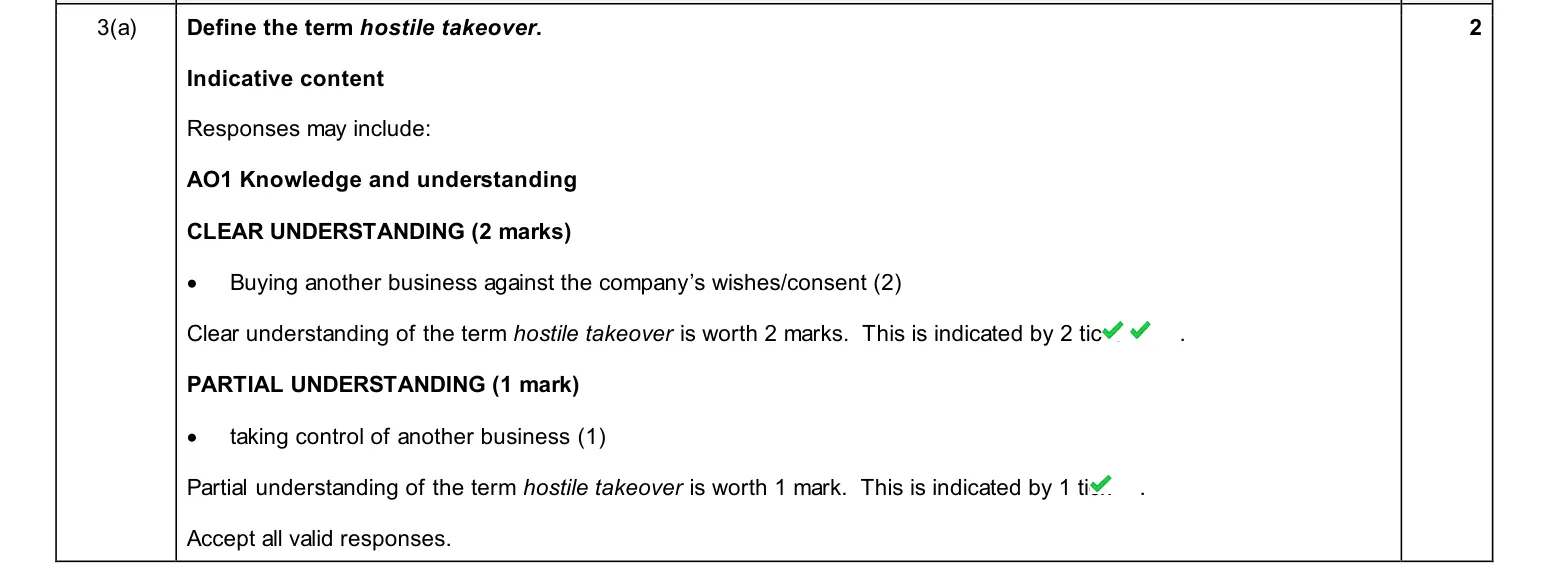 3(a) Define the term hostile takeover. 2
Indicative content
Responses may include:
AO1 Knowledge and understanding
CLEAR UNDERSTANDING (2 marks)
• Buying another business against the company’s wishes/consent (2)
Clear understanding of the term hostile takeover is worth 2 marks.  This is indicated by 2 ✔ ✔ .
PARTIAL UNDERSTANDING (1 mark)
• taking control of another business (1)
Partial understanding of the term hostile takeover is worth 1 mark.  This is indicated by 1 ✔ .
Accept all valid responses.